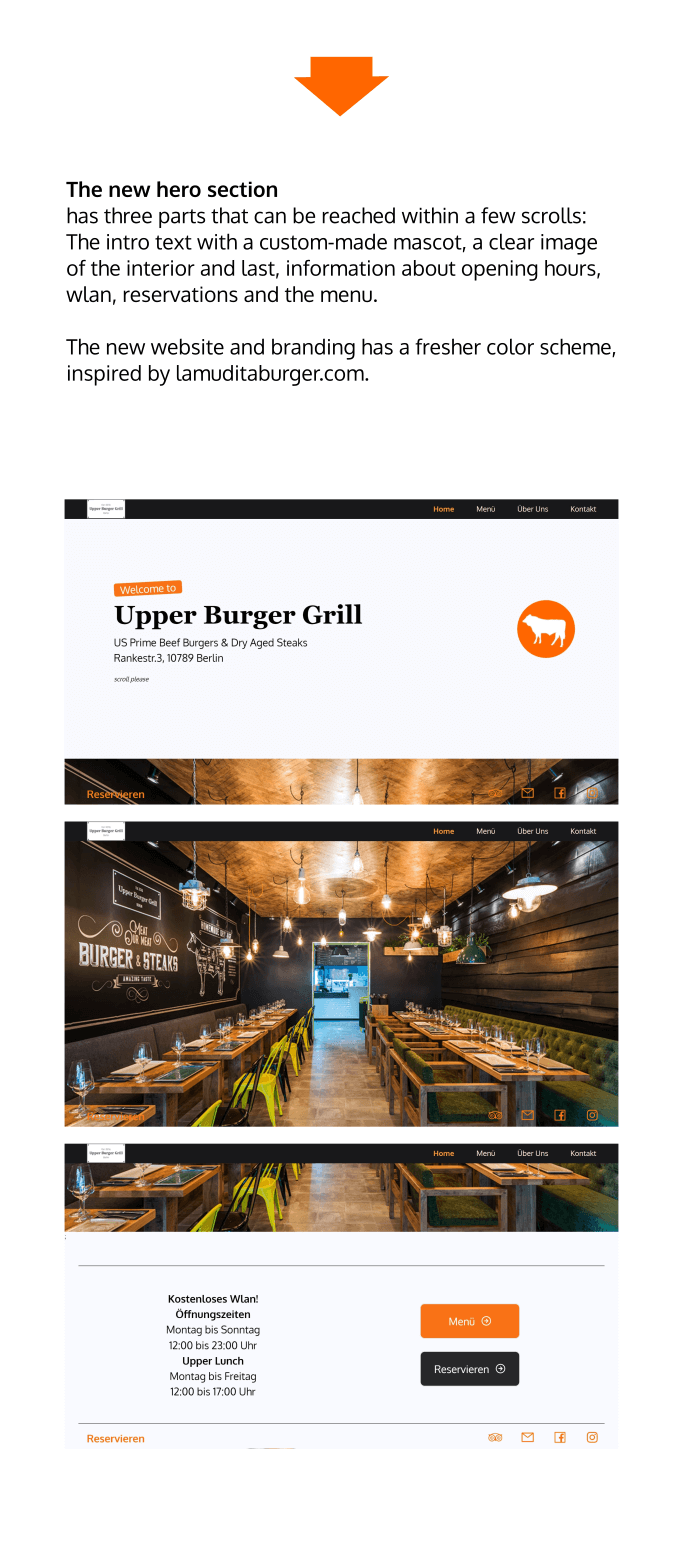 The new hero section
has three parts that can be reached within a few scrolls:
The intro text with a custom-made mascot, a clear image
of the interior and last, information about opening hours,
wlan, reservations and the menu.
The new website and branding has a fresher color scheme,
inspired by lamuditaburger.com.
Upper Burger Grill
Home Menü Über Uns Kontakt
Welcome to
Upper Burger Grill
US Prime Beef Burgers & Dry Aged Steaks
Rankestr.3, 10789 Berlin
scroll please
Reservieren
Upper Burger Grill
Home Menü Über Uns Kontakt
Upper Burger Grill
MEAT
OUR MEAT
BURGER & STEAKS
AMAZING TASTE
HOMEMADE
Reservieren
Upper Burger Grill
Home Menü Über Uns Kontakt
Kostenloses Wlan!
Öffnungszeiten
Montag bis Sonntag
12:00 bis 23:00 Uhr
Upper Lunch
Montag bis Freitag
12:00 bis 17:00 Uhr
Menü
Reservieren
Reservieren